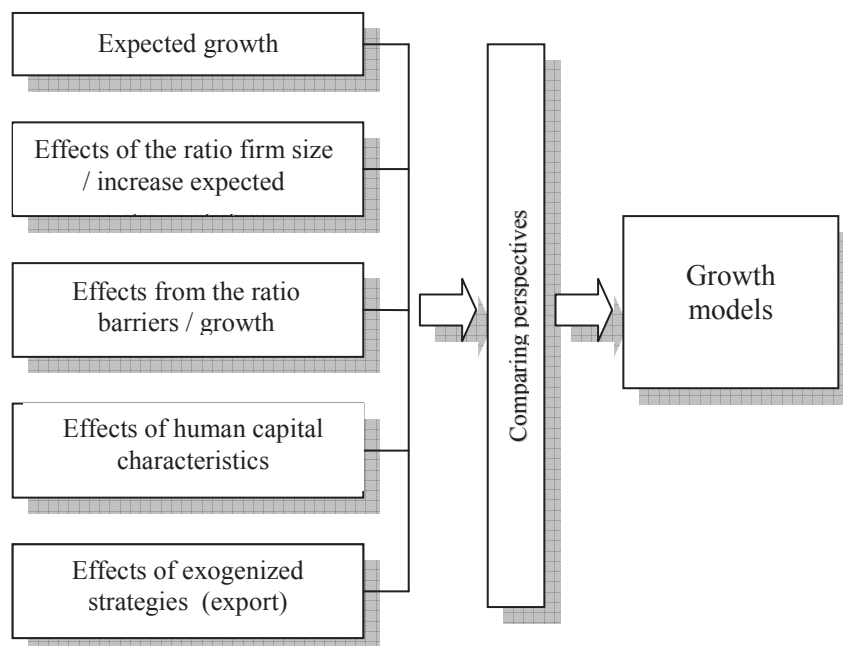 Expected growth
Effects of the ratio firm size
/ increase expected
Effects from the ratio
barriers / growth
Effects of human capital
characteristics
Effects of exogenized
strategies (export)
Comparing perspectives
Growth
models